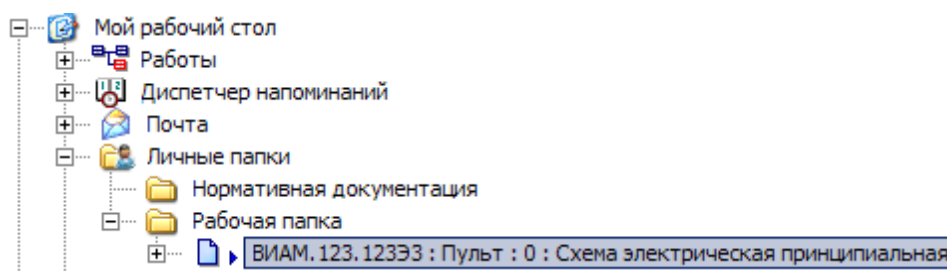 Мой рабочий стол
Работы
Диспетчер напоминаний
Почта
Личные папки
Нормативная документация
Рабочая папка
ВИАМ.123.123ЭЗ : Пульт : 0 : Схема электрическая принципиальная